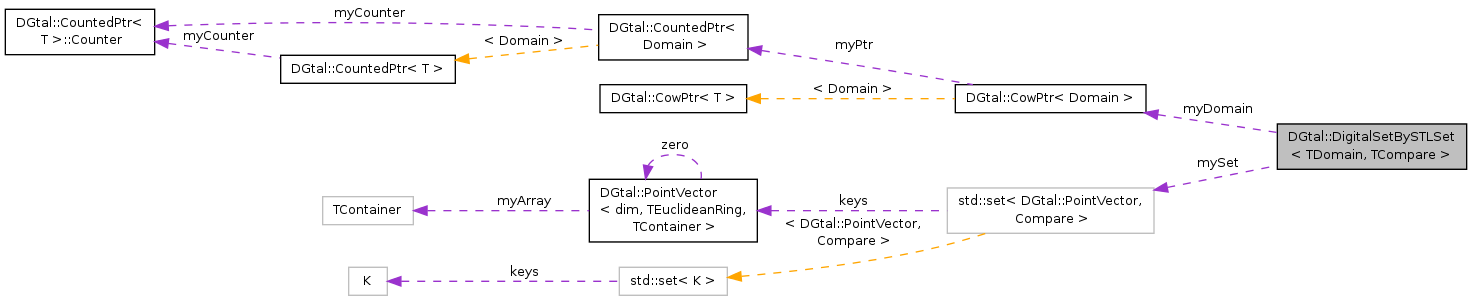 DGtal::CountedPtr<
T >::Counter
myCounter
myCounter
DGtal::CountedPtr< T >
< Domain >
DGtal::CountedPtr<
Domain >
myPtr
DGtal::CowPtr< T >
< Domain >
DGtal::CowPtr< Domain >
myDomain
DGtal::DigitalSetBySTLSet
< TDomain, TCompare >
mySet
zero
DGtal::PointVector
< dim, TEuclideanRing,
TContainer >
TContainer
myArray
keys
std::set< DGtal::PointVector,
Compare >
< DGtal::PointVector,
Compare >
K
keys
std::set< K >